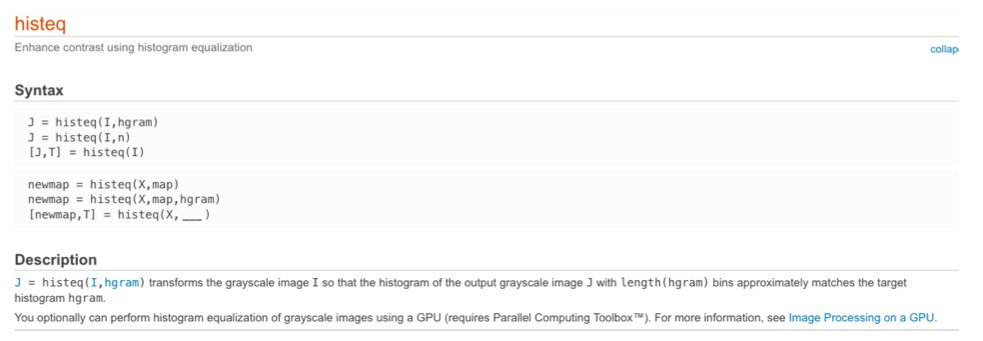 histeq
Enhance contrast using histogram equalization
collap
Syntax
J = histeq(I,hgram)
J = histeq(I,n)
[J,T] = histeq(I)
newmap = histeq(X,map)
newmap = histeq(X,map,hgram)
[newmap,T] = histeq(X, ___ )
Description
J = histeq(I,hgram) transforms the grayscale image I so that the histogram of the output grayscale image J with length(hgram) bins approximately matches the target
histogram hgram.
You optionally can perform histogram equalization of grayscale images using a GPU (requires Parallel Computing Toolbox™). For more information, see Image Processing on a GPU.